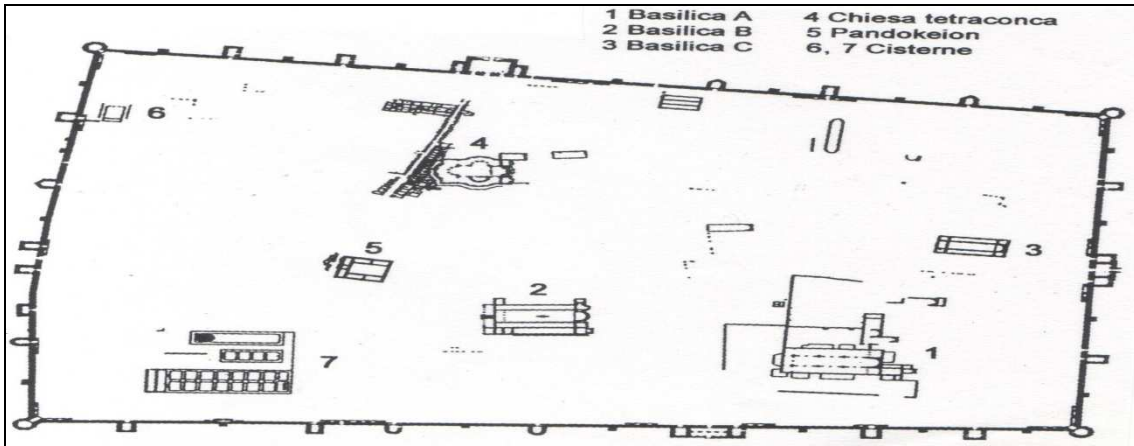 1 Basilica A
2 Basilica B
3 Basilica C
4 Chiesa tetraconca
5 Pandokeion
6, 7 Cisterne
6
4
5
3
2
7
1